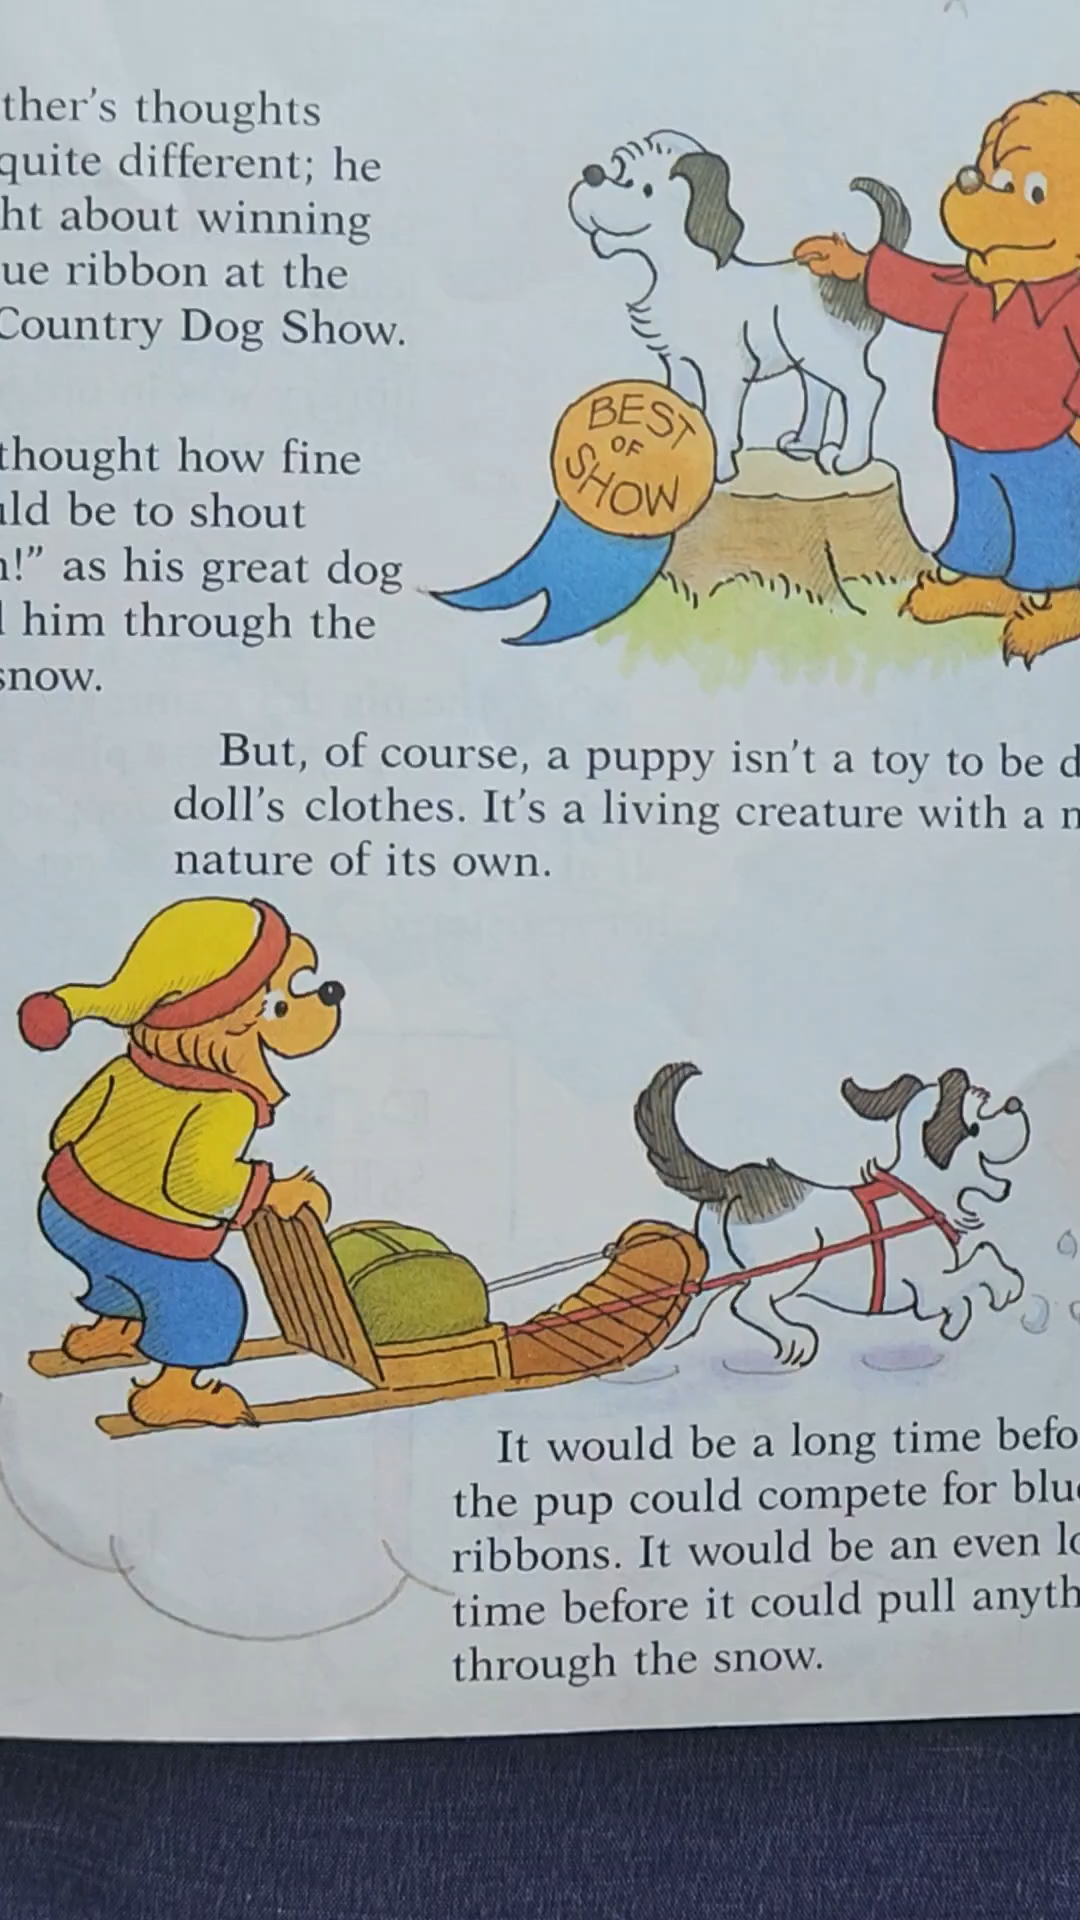 ther's thoughts
quite different; he
ht about winning
ue ribbon at the
Country Dog Show.
BEST
OF
SHOW
thought how fine
ld be to shout
!” as his great dog
him through the
snow.
But, of course, a puppy isn't a toy to be d
doll's clothes. It's a living creature with a
nature of its own.
It would be a long time befo
the pup could compete for blue
ribbons. It would be an even lo
time before it could pull anyth
through the snow.